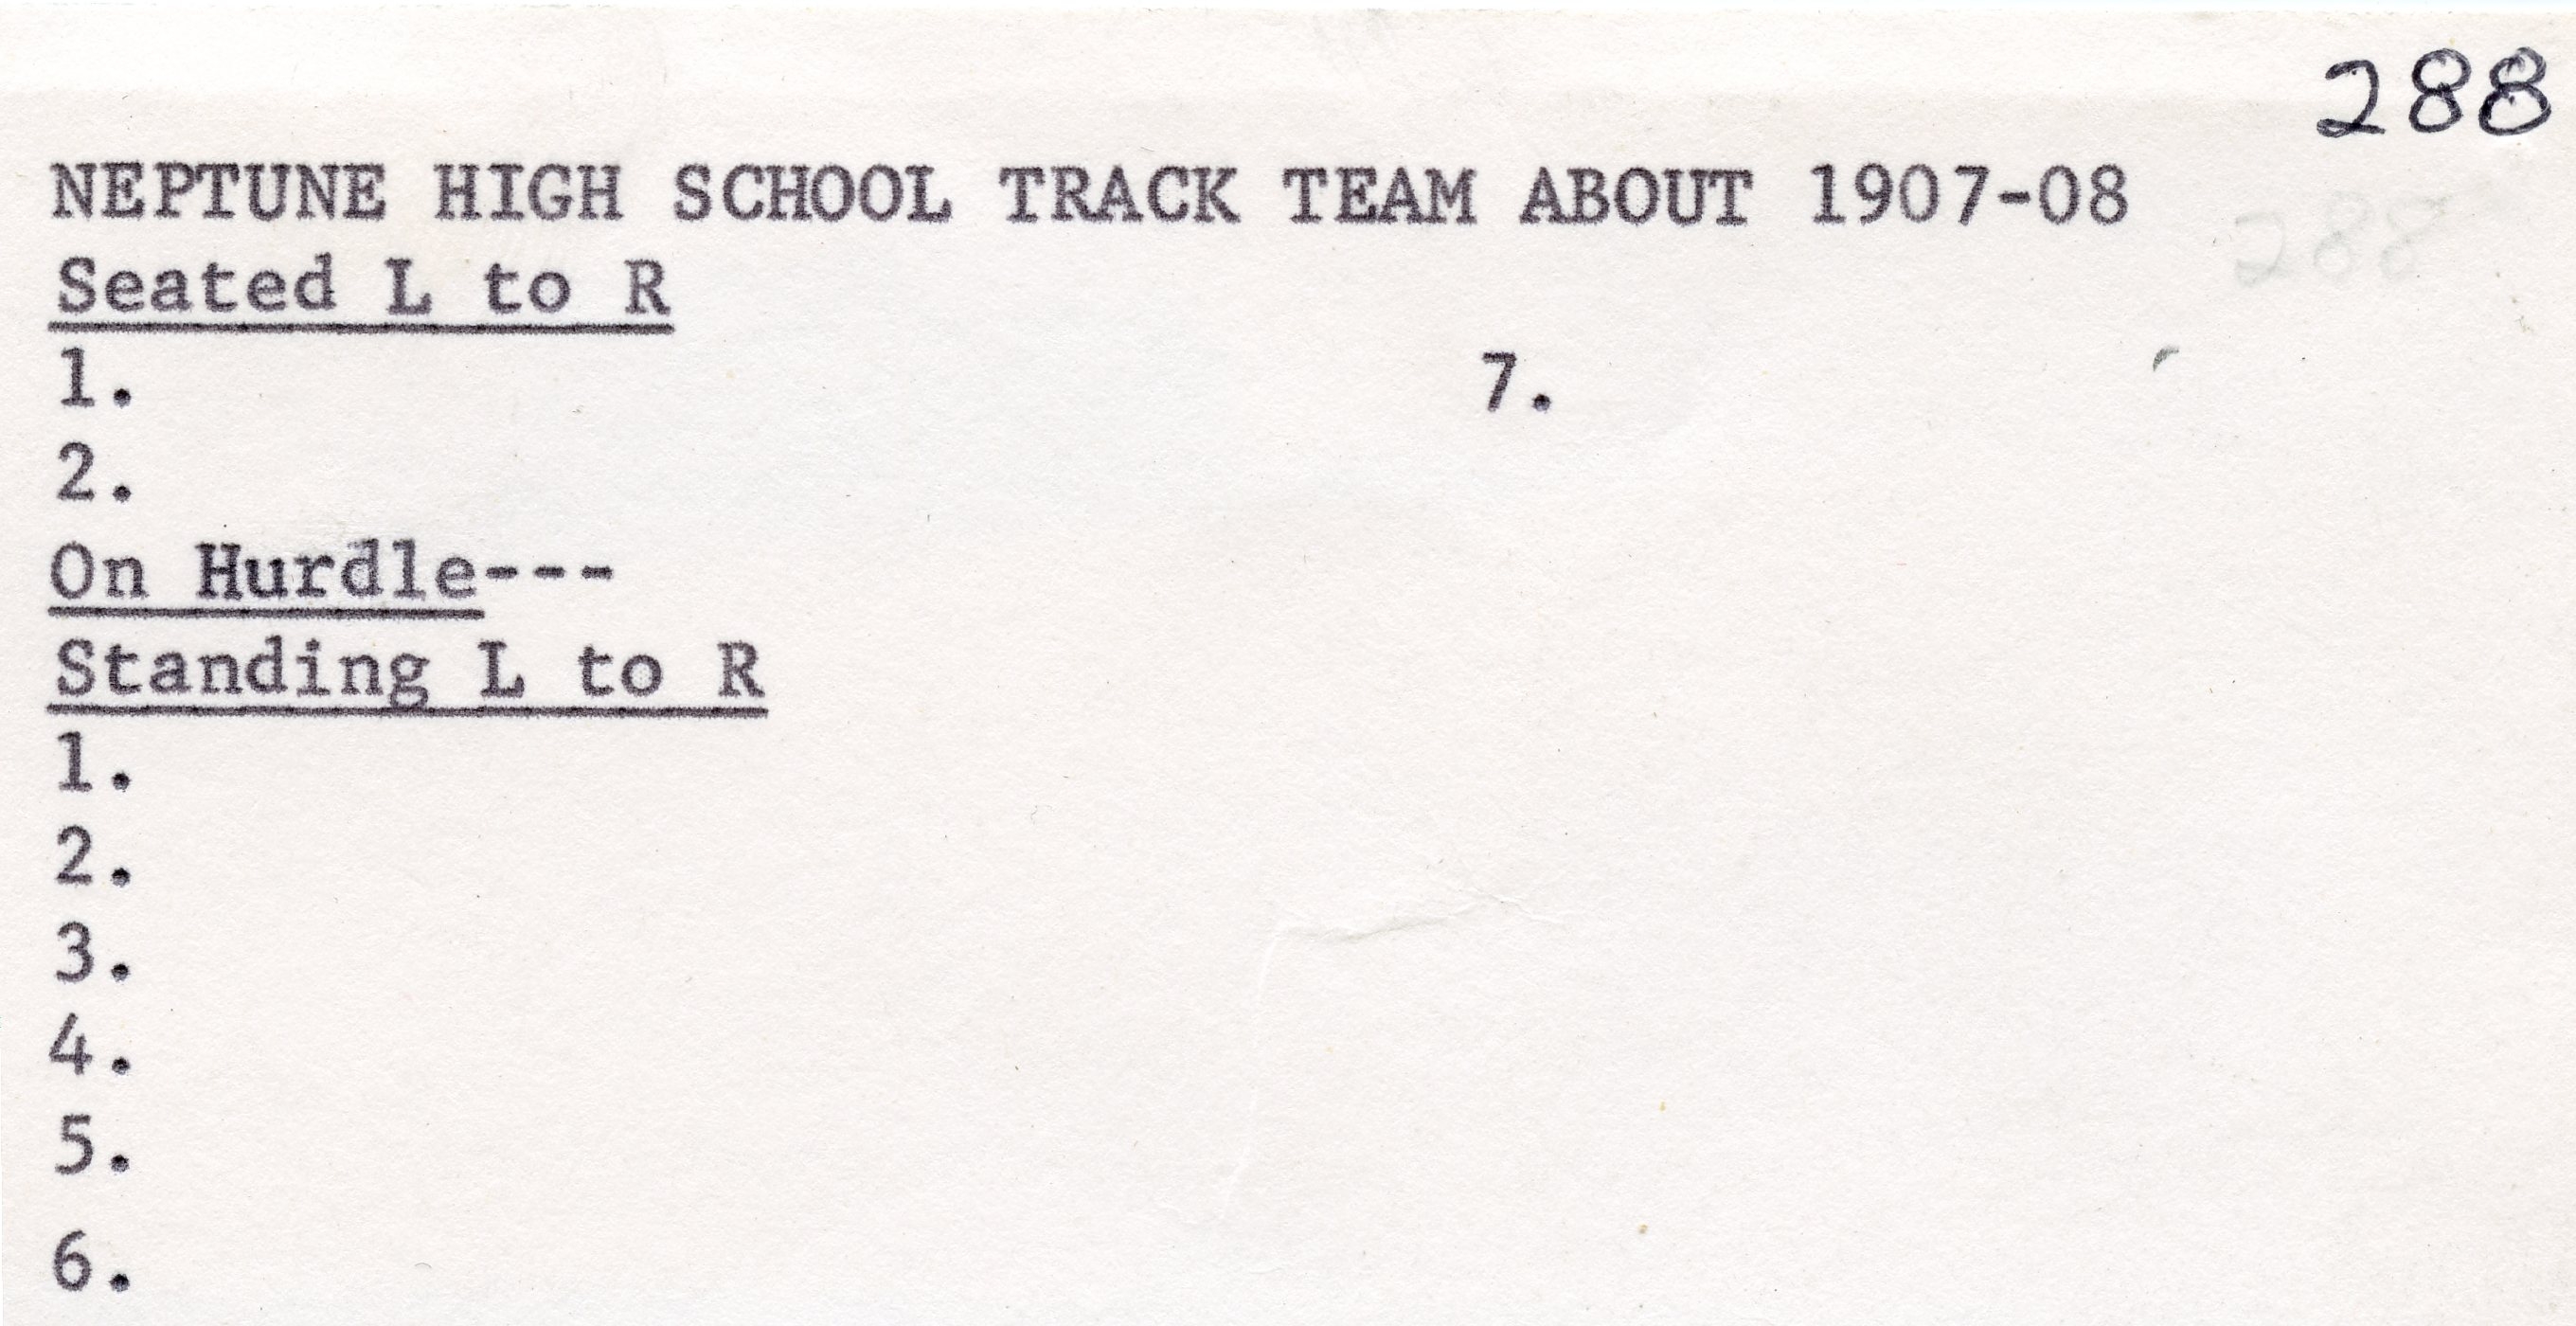 288
NEPTUNE HIGH SCHOOL TRACK TEAM ABOUT 1907-08
288
Seated L to R
1. 7.
2.
On Hurdle---
Standing L to R
1.
2.
3.
4.
5.
6.